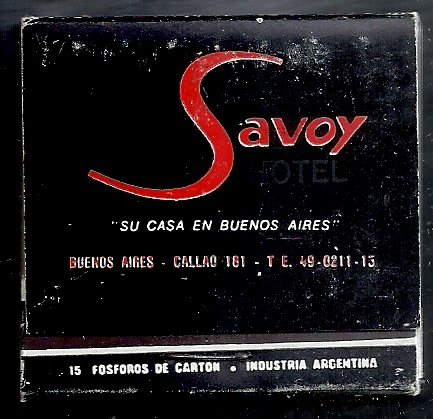 Savoy
HOTEL
"SU CASA EN BUENOS AIRES"
BUENOS AIRES - CALLAO 181 - T E. 49-0211-15
15 FOSFOROS DE CARTON • INDUSTRIA ARGENTINA